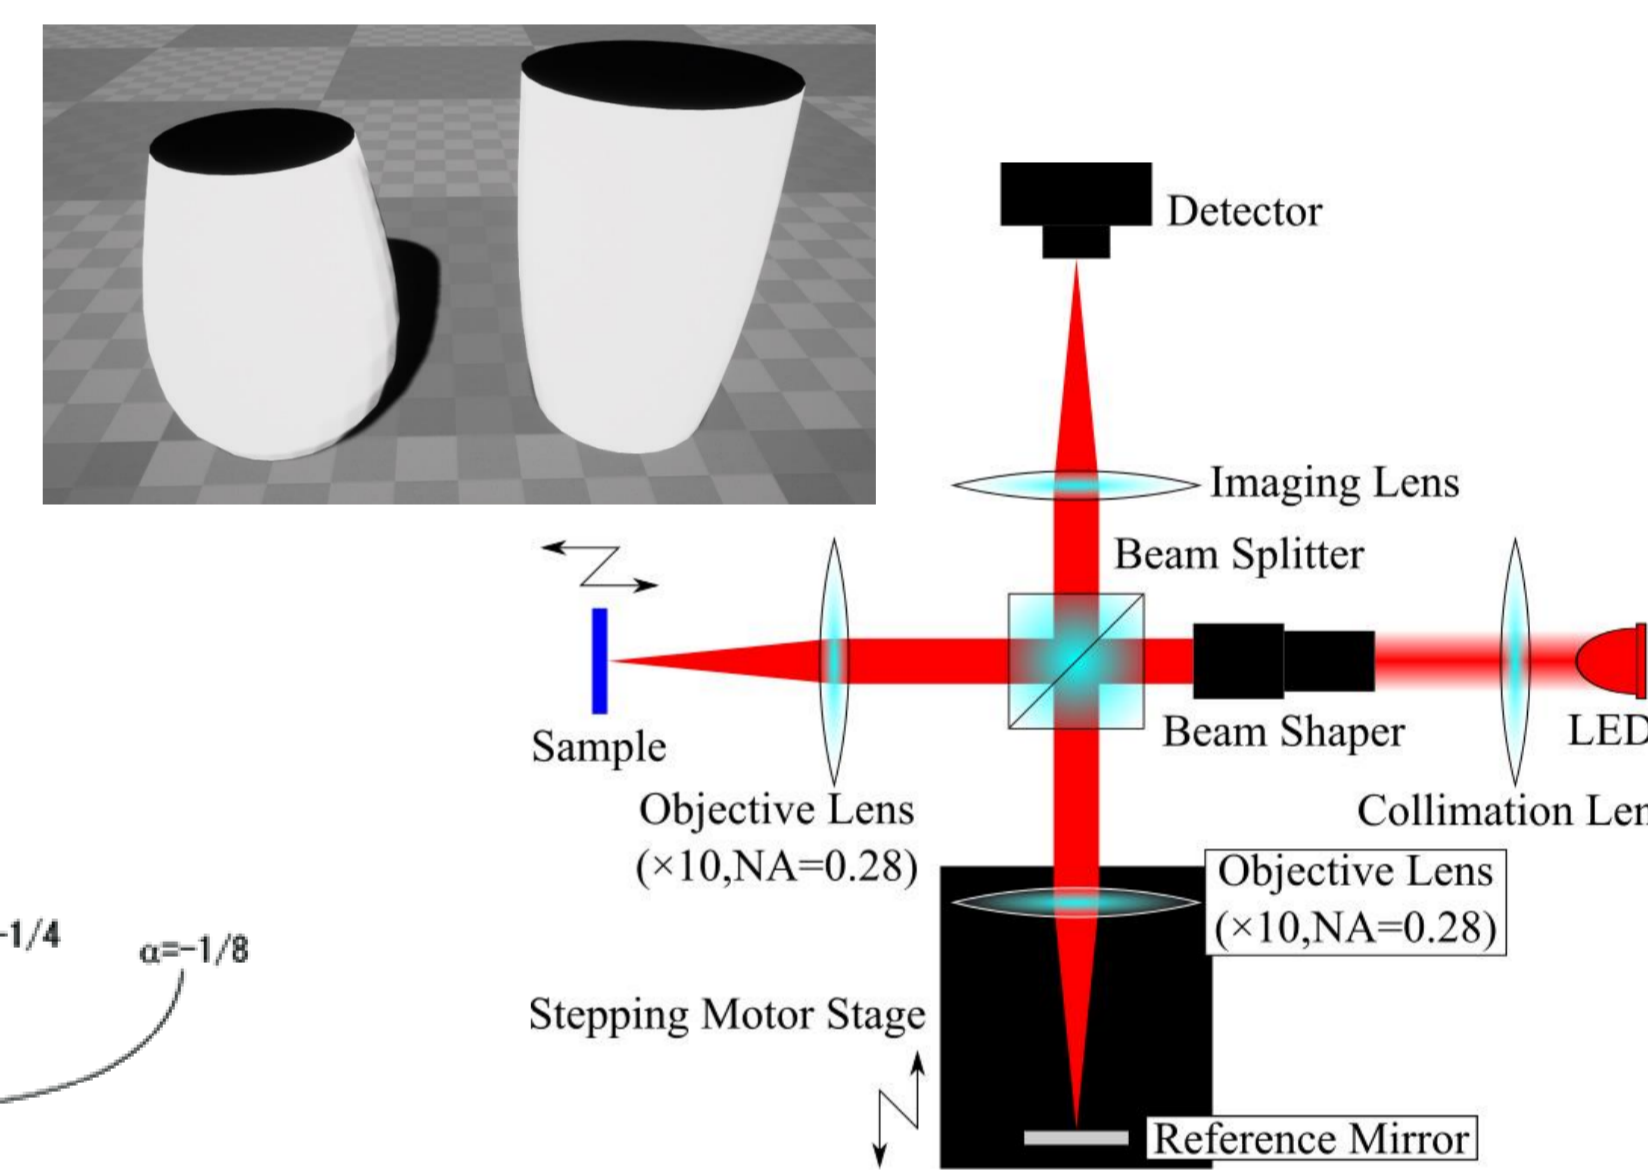 Detector
Imaging Lens
Beam Splitter
Sample
Beam Shaper
LED
Objective Lens
(×10,NA=0.28)
Collimation Len
Objective Lens
(×10,NA=0.28)
-1/4
α=-1/8
Stepping Motor Stage
Reference Mirror